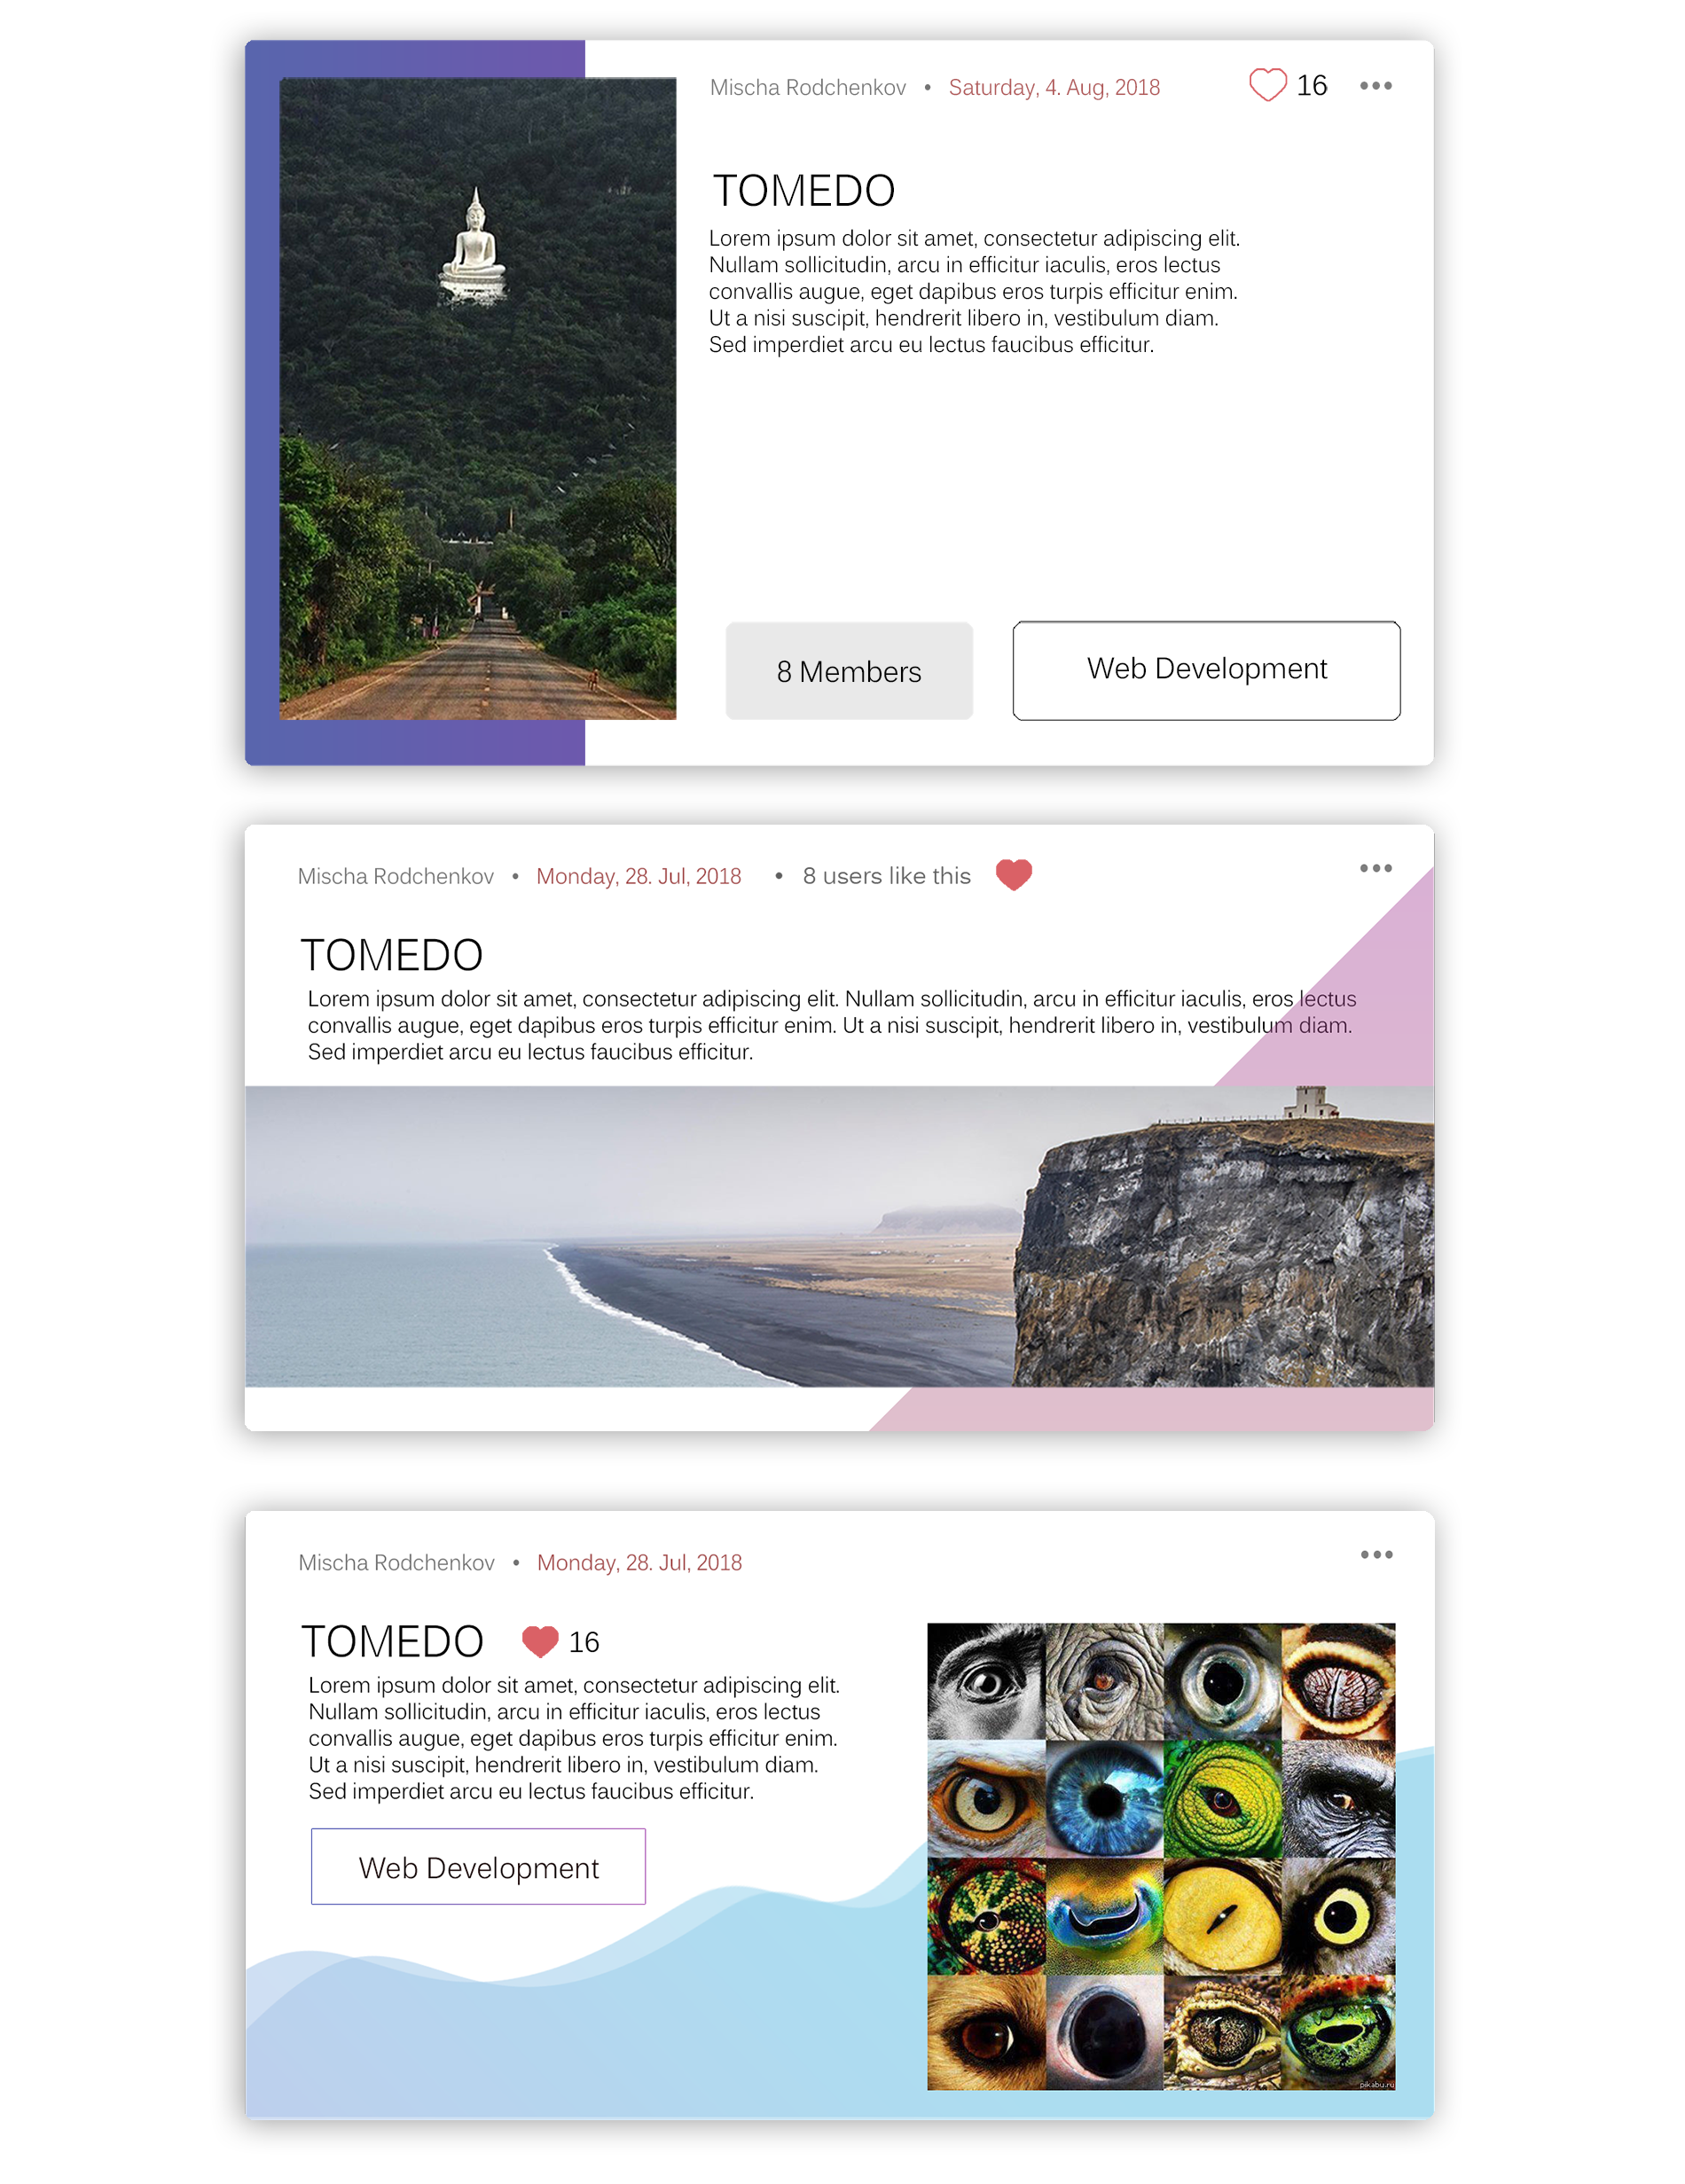 Mischa Rodchenkov • Saturday, 4. Aug, 2018 16
TOMEDO
Lorem ipsum dolor sit amet, consectetur adipiscing elit.
Nullam sollicitudin, arcu in efficitur iaculis, eros lectus
convallis augue, eget dapibus eros turpis efficitur enim.
Ut a nisi suscipit, hendrerit libero in, vestibulum diam.
Sed imperdiet arcu eu lectus faucibus efficitur.
8 Members
Web Development
Mischa Rodchenkov • Monday, 28. Jul, 2018 • 8 users like this
TOMEDO
Lorem ipsum dolor sit amet, consectetur adipiscing elit. Nullam sollicitudin, arcu in efficitur iaculis, eros lectus
convallis augue, eget dapibus eros turpis efficitur enim. Ut a nisi suscipit, hendrerit libero in, vestibulum diam.
Sed imperdiet arcu eu lectus faucibus efficitur.
Mischa Rodchenkov • Monday, 28. Jul, 2018
TOMEDO 16
Lorem ipsum dolor sit amet, consectetur adipiscing elit.
Nullam sollicitudin, arcu in efficitur iaculis, eros lectus
convallis augue, eget dapibus eros turpis efficitur enim.
Ut a nisi suscipit, hendrerit libero in, vestibulum diam.
Sed imperdiet arcu eu lectus faucibus efficitur.
Web Development
pikabu.ru